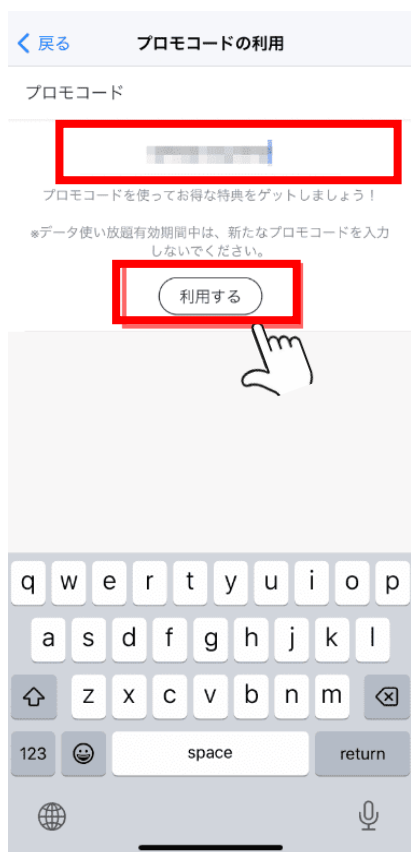 戻る プロモコードの利用
プロモコード
プロモコードを使ってお得な特典をゲットしましょう！
※データ使い放題有効期間中は、新たなプロモコードを入力
しないでください。
利用する
q w e r t y u i o p
a s d f g h j k l
z x c v b n m
123 space return